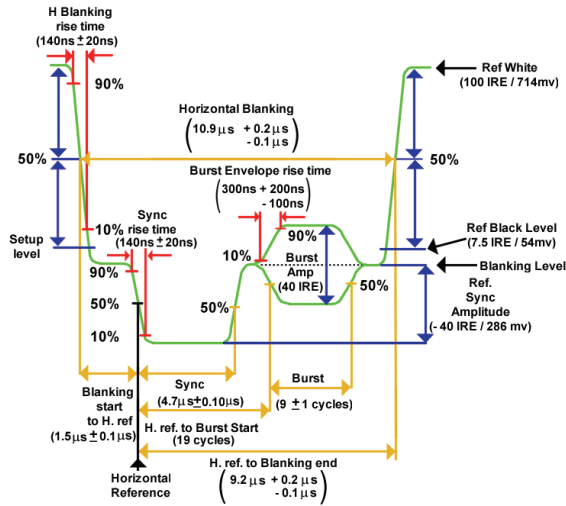 H Blanking
rise time
(140ns ± 20ns)
90%
Ref White
(100 IRE / 714mv)
Horizontal Blanking
(10.9 µs + 0.2 µs
- 0.1 µs)
50%
50%
Burst Envelope rise time
(300ns + 200ns
- 100ns)
10%
Sync
rise time
(140ns ± 20ns)
Setup
level
Ref Black Level
(7.5 IRE / 54mv)
90%
90%
10%
Burst
Amp
(40 IRE)
Blanking Level
50%
50%
50%
Ref.
Sync
Amplitude
(- 40 IRE / 286 mv)
10%
Sync
(4.7µs±0.10µs)
Burst
(9 ± 1 cycles)
Blanking
start
to H. ref
(1.5µs ± 0.1µs)
H. ref. to Burst Start
(19 cycles)
H. ref. to Blanking end
(9.2 µs + 0.2 µs
- 0.1 µs)
Horizontal
Reference